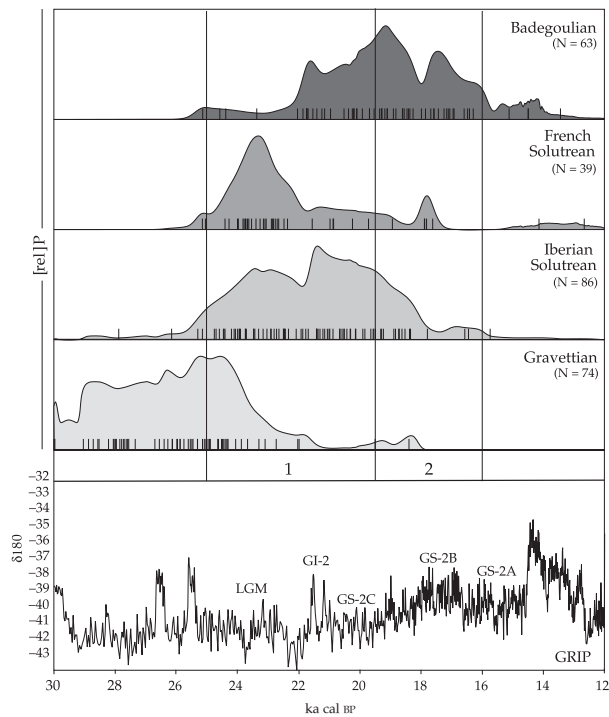 Badegoulian
(N = 63)
French
Solutrean
(N = 39)
[rel]P
Iberian
Solutrean
(N = 86)
Gravettian
(N = 74)
1
2
−32
−33
−34
−35
−36
−37
−38
−39
−40
−41
−42
−43
δ180
LGM
GI-2
GS-2C
GS-2B
GS-2A
GRIP
30
28
26
24
22
20
18
16
14
12
ka cal BP